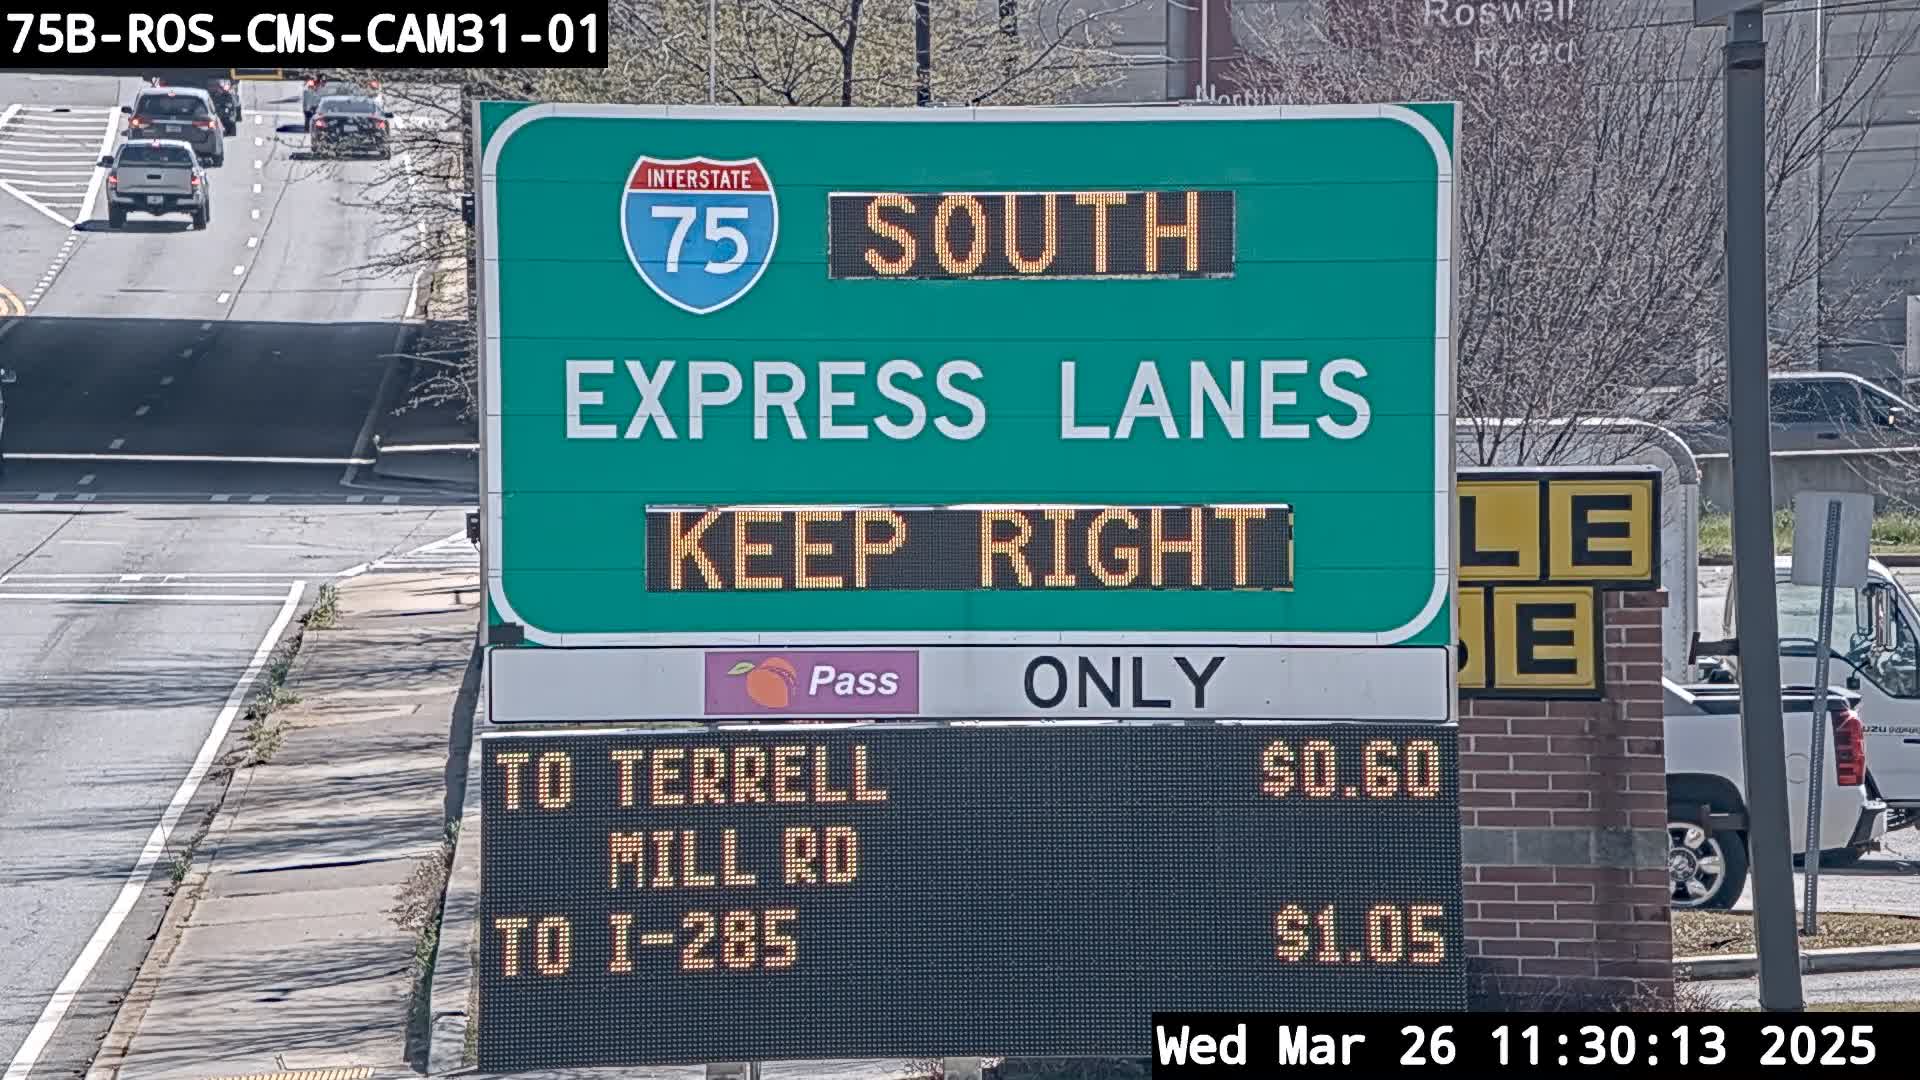 75B-ROS-CMS-CAM31-01
Roswell
Road
INTERSTATE
75
SOUTH
EXPRESS LANES
KEEP RIGHT
LE
E
Pass ONLY
TO TERRELL $0.60
MILL RD
TO I-285 $1.05
Wed Mar 26 11:30:13 2025